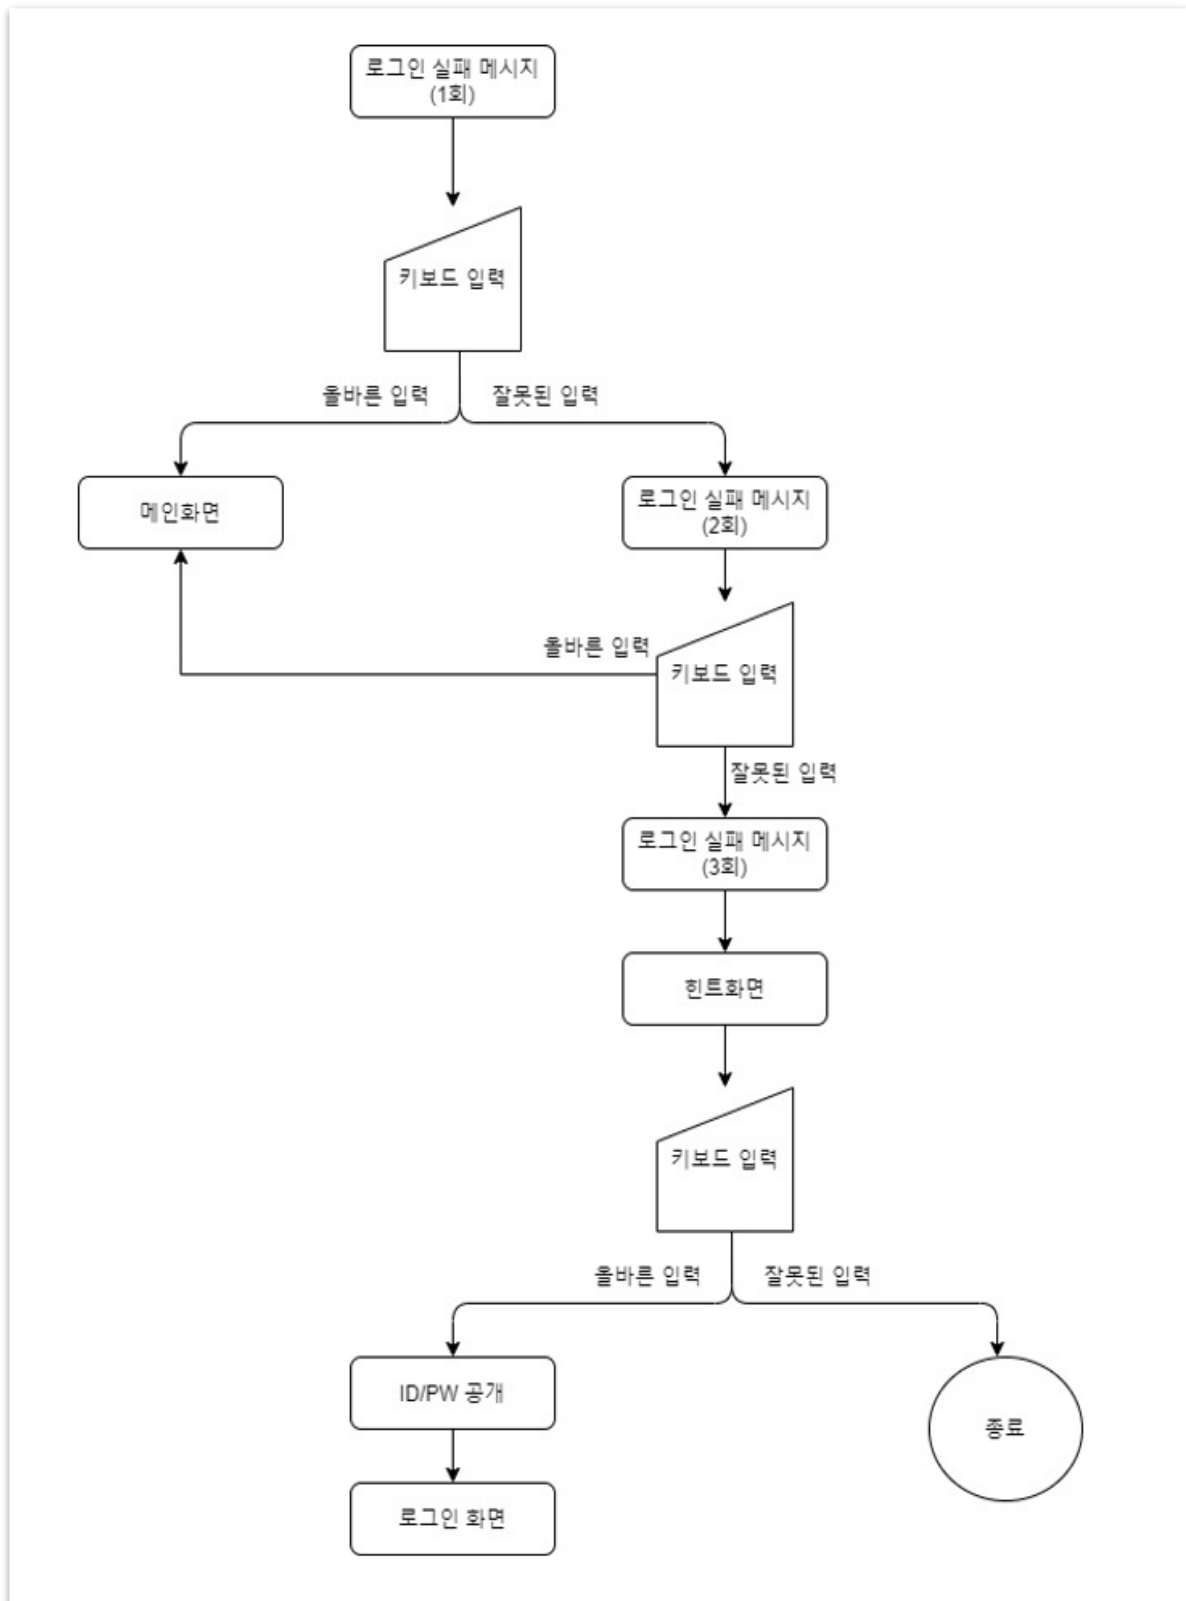 로그인 실패 메시지
(1회)
키보드 입력
올바른 입력
잘못된 입력
메인화면
로그인 실패 메시지
(2회)
올바른 입력
키보드 입력
잘못된 입력
로그인 실패 메시지
(3회)
힌트화면
키보드 입력
올바른 입력
잘못된 입력
ID/PW 공개
종료
로그인 화면